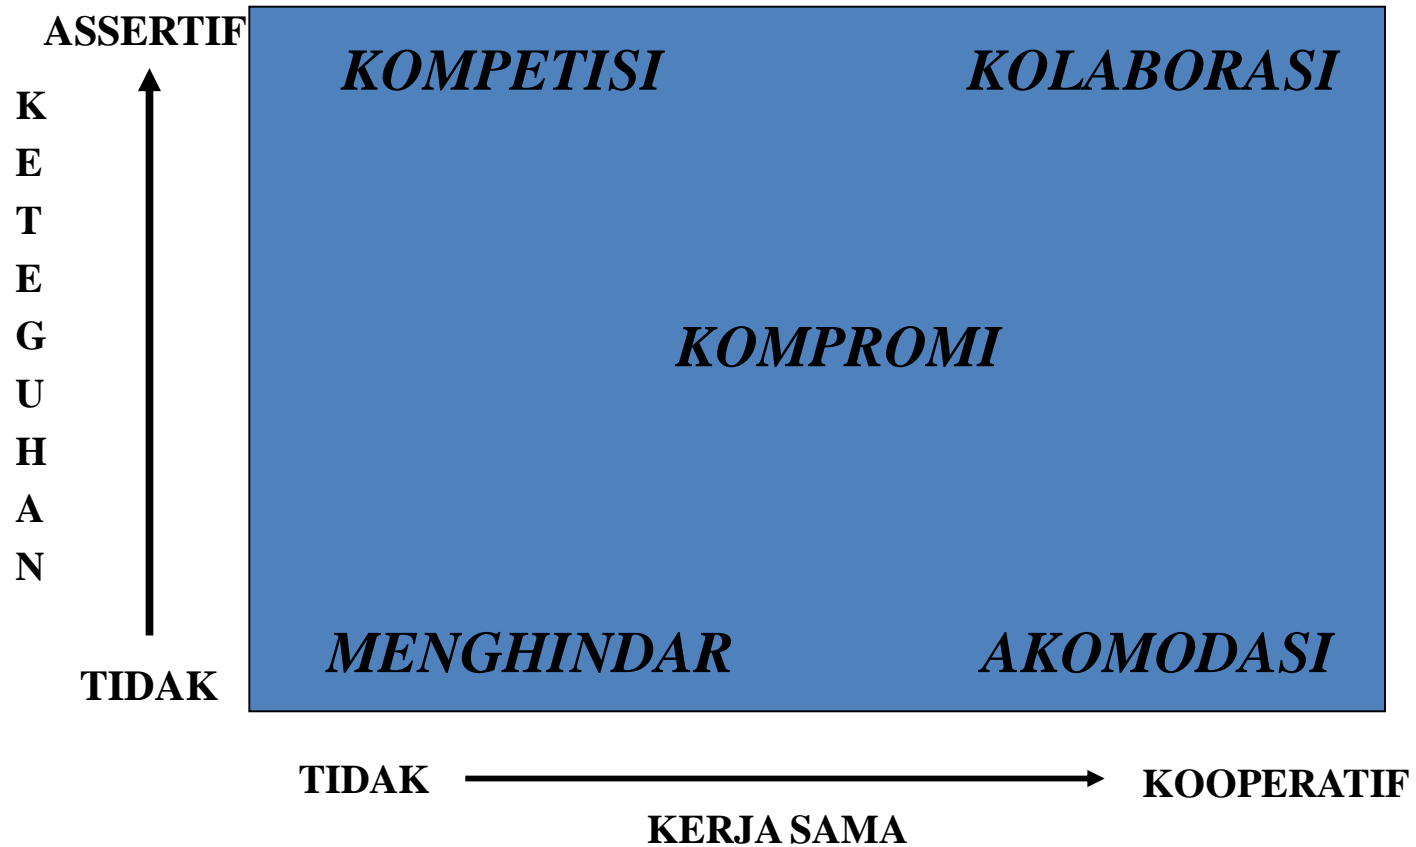 ASSERTIF
KOMPETISI KOLABORASI
K
E
T
E
G
U
H
A
N
KOMPROMI
MENGHINDAR AKOMODASI
TIDAK
TIDAK KOOPERATIF
KERJA SAMA